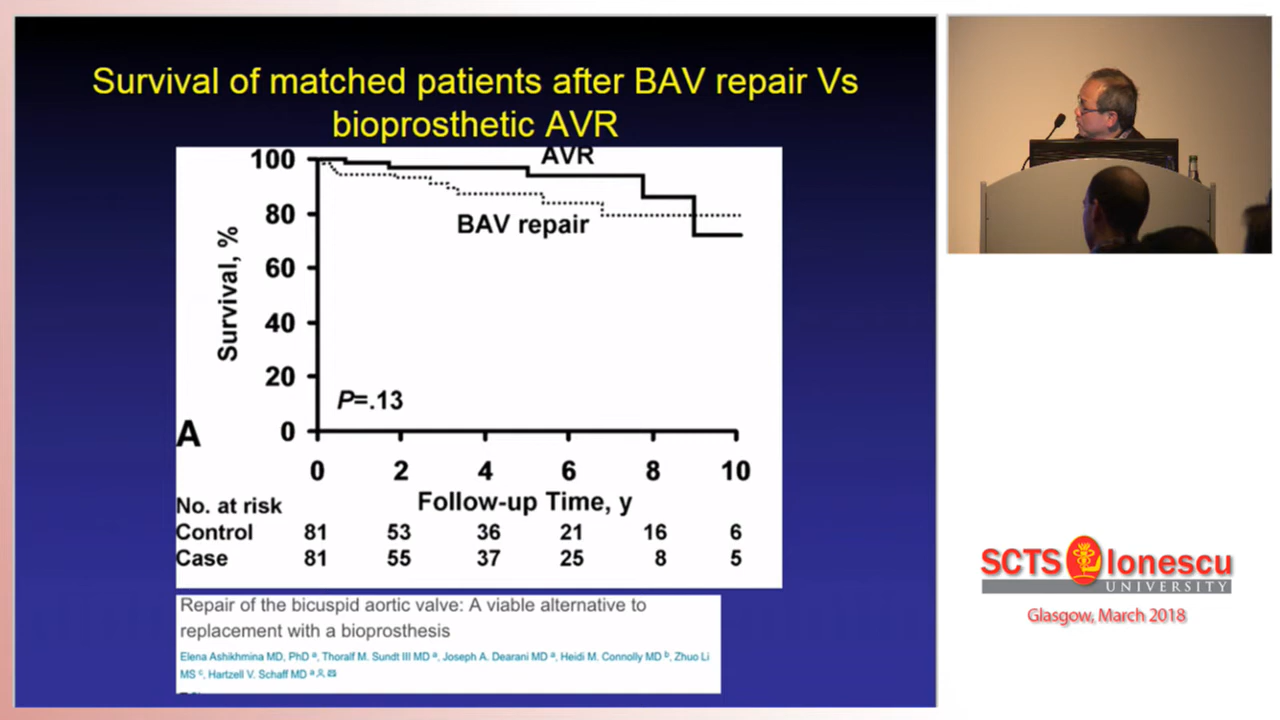 Survival of matched patients after BAV repair Vs
bioprosthetic AVR
100
AVR
80
BAV repair
60
40
20
0
Survival, %
P=.13
A
0 2 4 6 8 10
Follow-up Time, y
No. at risk
Control 81 53 36 21 16 6
Case 81 55 37 25 8 5
Repair of the bicuspid aortic valve: A viable alternative to
replacement with a bioprosthesis
Elena Ashikhmina MD, PhD a, Thoralf M. Sundt III MD a, Joseph A. Dearani MD a, Heidi M. Connolly MD b, Zhuo Li
MS c, Hartzell V. Schaff MD a
SCTS Ionescu
UNIVERSITY
Glasgow, March 2018